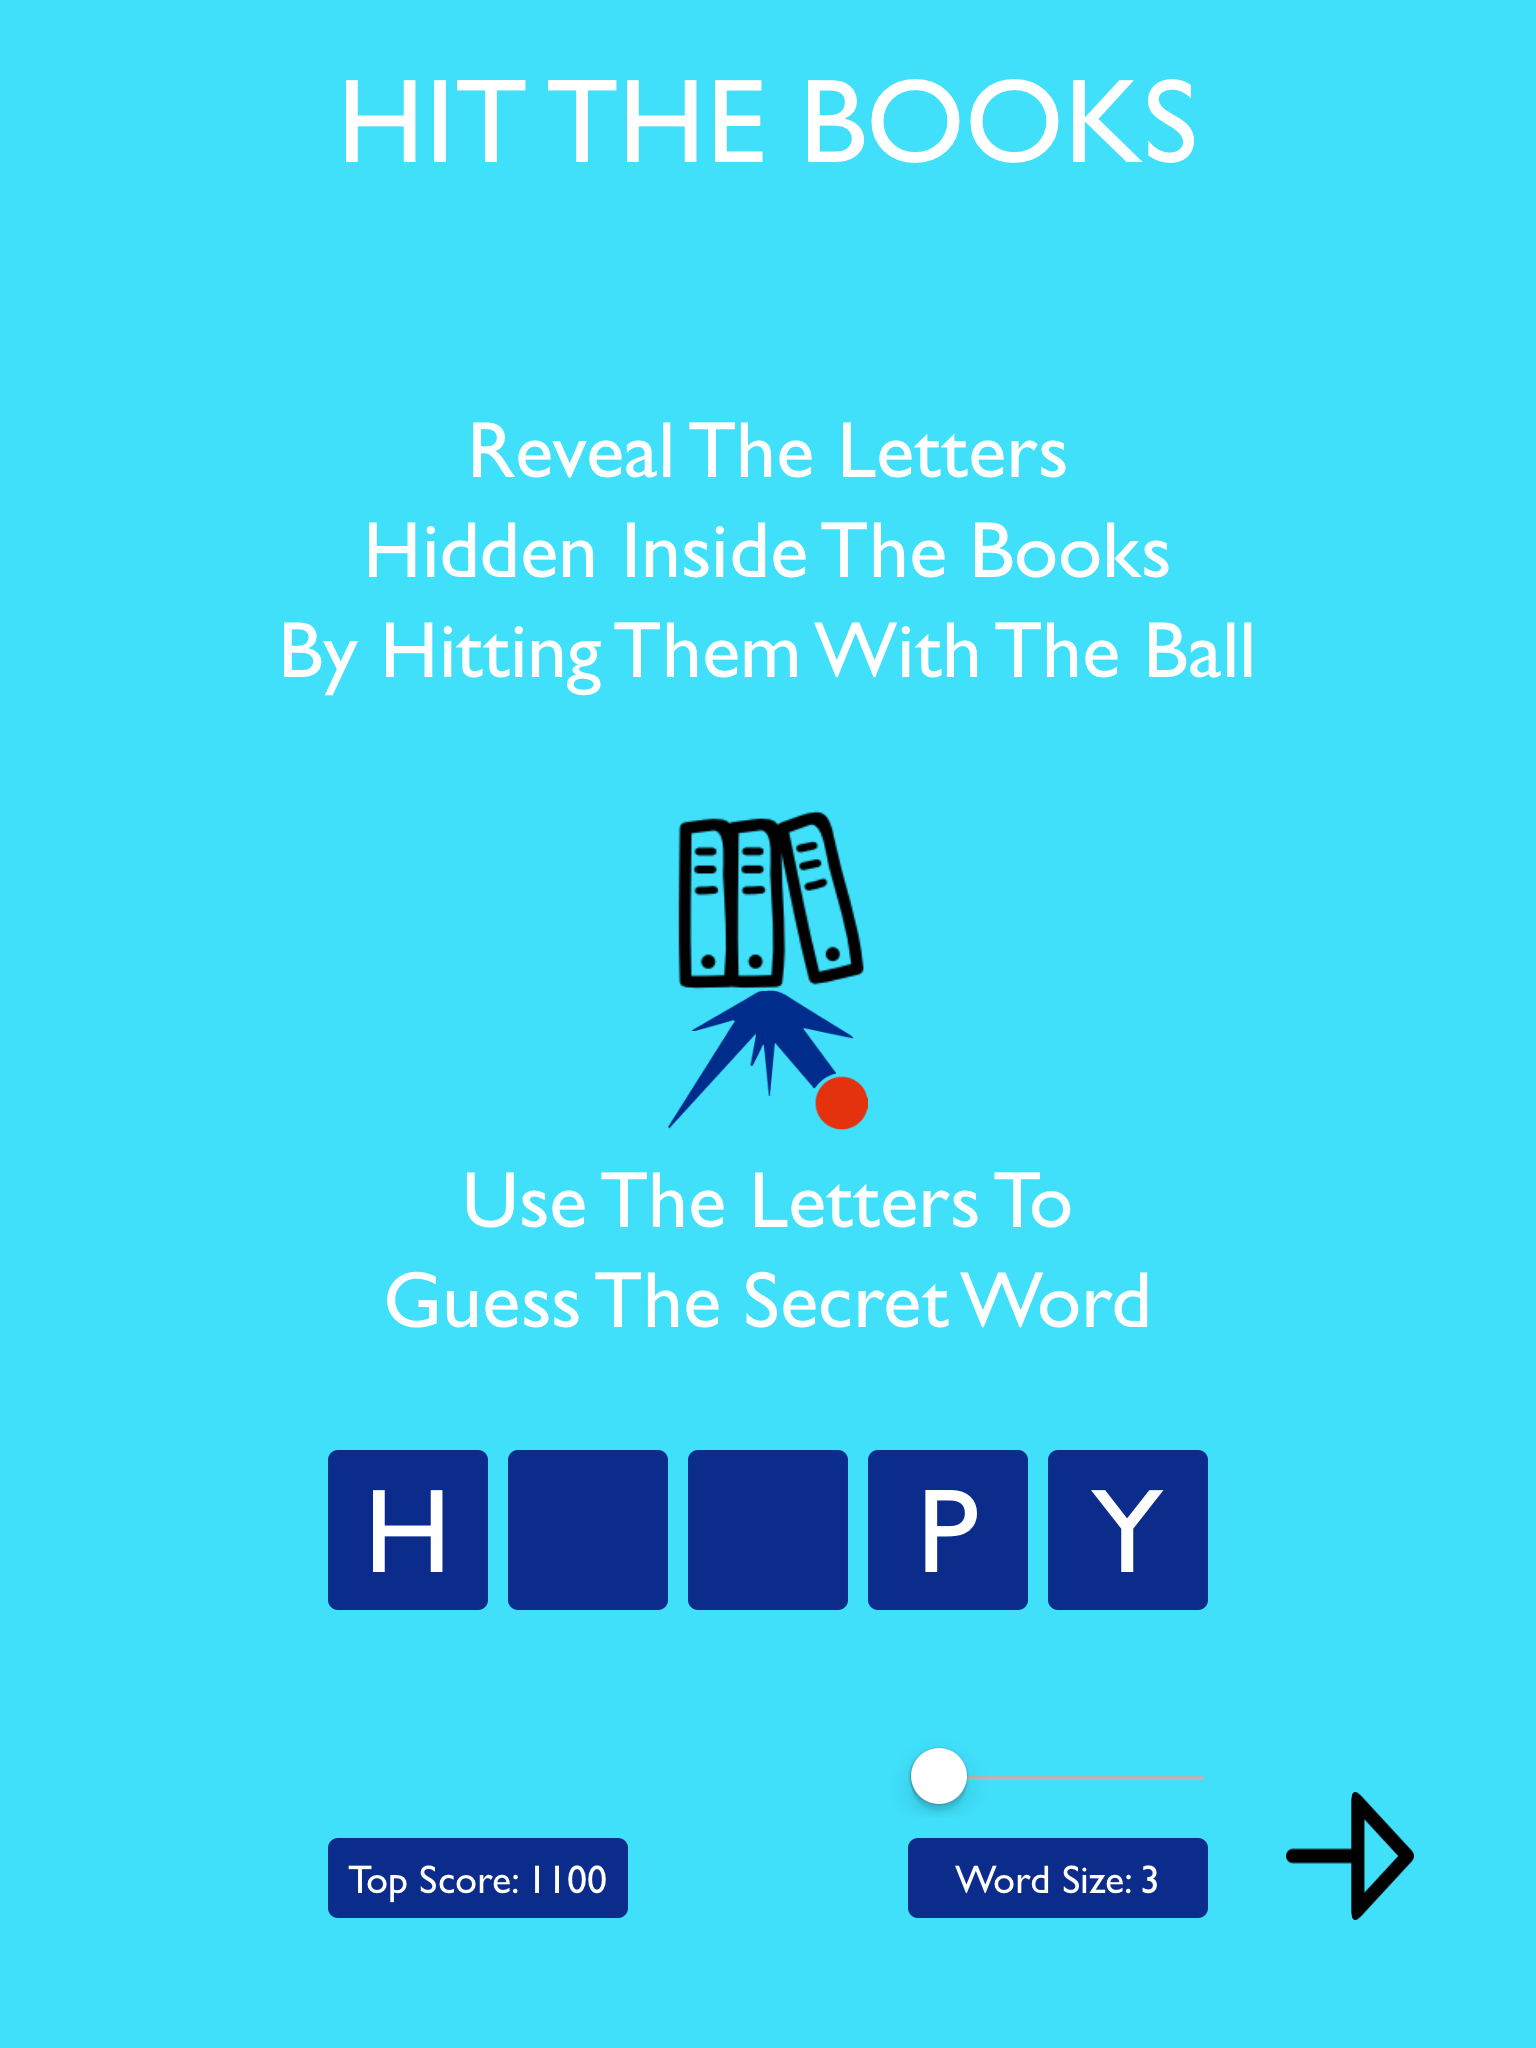 HIT THE BOOKS
Reveal The Letters
Hidden Inside The Books
By Hitting Them With The Ball
Use The Letters To
Guess The Secret Word
H P Y
Top Score: 1100
Word Size: 3